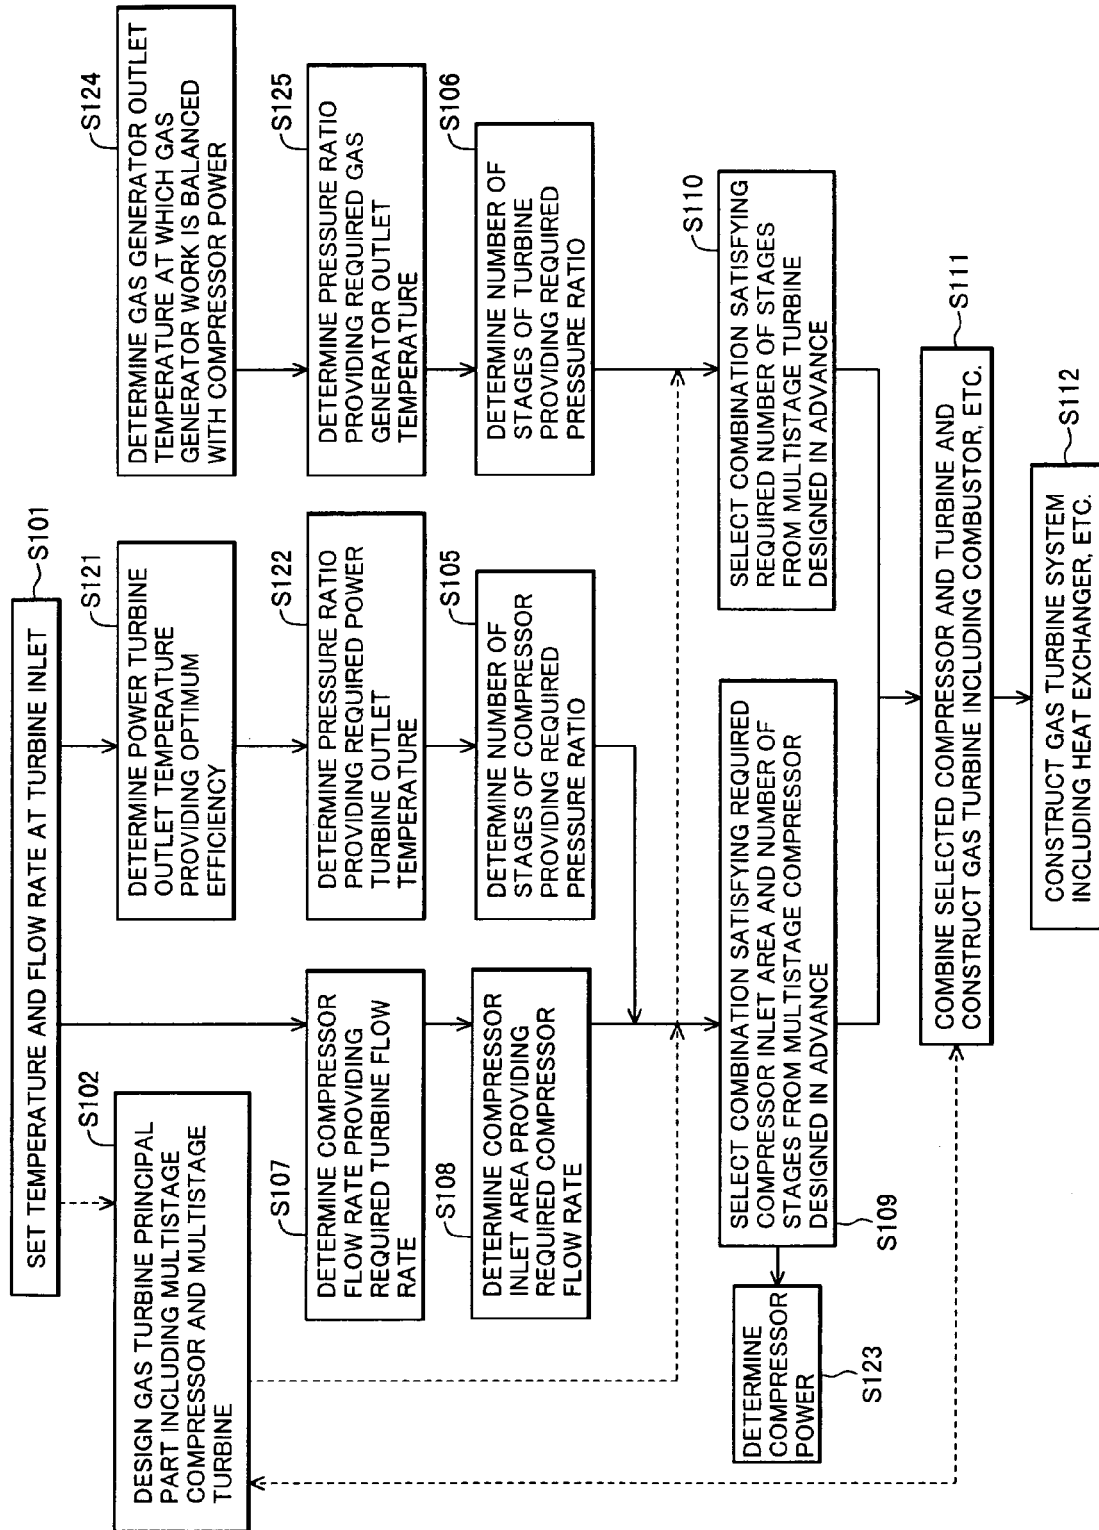 SET TEMPERATURE AND FLOW RATE AT TURBINE INLET
S101
DESIGN GAS TURBINE PRINCIPAL
PART INCLUDING MULTISTAGE
COMPRESSOR AND MULTISTAGE
TURBINE
S102
DETERMINE POWER TURBINE
OUTLET TEMPERATURE
PROVIDING OPTIMUM
EFFICIENCY
S121
DETERMINE GAS GENERATOR OUTLET
TEMPERATURE AT WHICH GAS
GENERATOR WORK IS BALANCED
WITH COMPRESSOR POWER
S124
DETERMINE COMPRESSOR
FLOW RATE PROVIDING
REQUIRED TURBINE FLOW
RATE
S107
DETERMINE PRESSURE RATIO
PROVIDING REQUIRED POWER
TURBINE OUTLET
TEMPERATURE
S122
DETERMINE PRESSURE RATIO
PROVIDING REQUIRED GAS
GENERATOR OUTLET
TEMPERATURE
S125
DETERMINE COMPRESSOR
INLET AREA PROVIDING
REQUIRED COMPRESSOR
FLOW RATE
S108
DETERMINE NUMBER OF
STAGES OF COMPRESSOR
PROVIDING REQUIRED
PRESSURE RATIO
S105
DETERMINE NUMBER OF
STAGES OF TURBINE
PROVIDING REQUIRED
PRESSURE RATIO
S106
DETERMINE
COMPRESSOR
POWER
S123
SELECT COMBINATION SATISFYING REQUIRED
COMPRESSOR INLET AREA AND NUMBER OF
STAGES FROM MULTISTAGE COMPRESSOR
DESIGNED IN ADVANCE
S109
SELECT COMBINATION SATISFYING
REQUIRED NUMBER OF STAGES
FROM MULTISTAGE TURBINE
DESIGNED IN ADVANCE
S110
COMBINE SELECTED COMPRESSOR AND TURBINE AND
CONSTRUCT GAS TURBINE INCLUDING COMBUSTOR, ETC.
S111
CONSTRUCT GAS TURBINE SYSTEM
INCLUDING HEAT EXCHANGER, ETC.
S112